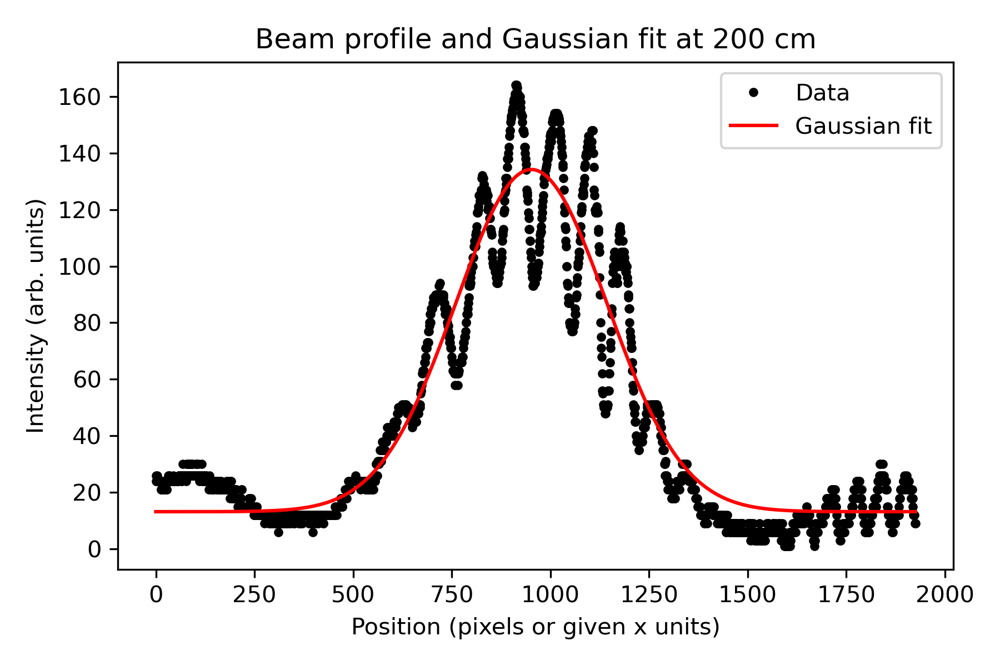 Beam profile and Gaussian fit at 200 cm
Data
Gaussian fit
Intensity (arb. units)
160
140
120
100
80
60
40
20
0
0 250 500 750 1000 1250 1500 1750 2000
Position (pixels or given x units)